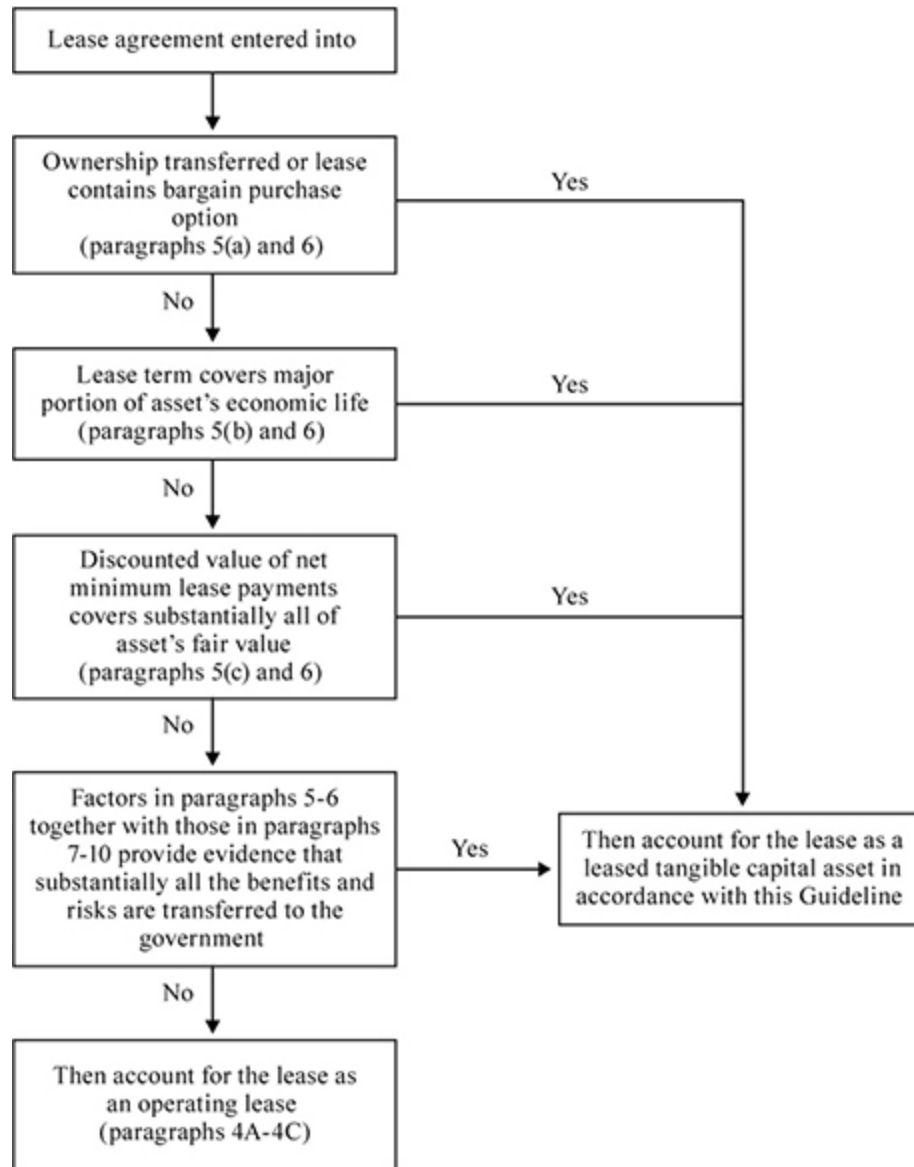 Lease agreement entered into
Ownership transferred or lease
contains bargain purchase
option
(paragraphs 5(a) and 6)
Yes
No
Lease term covers major
portion of asset's economic life
(paragraphs 5(b) and 6)
Yes
No
Discounted value of net
minimum lease payments
covers substantially all of
asset's fair value
(paragraphs 5(c) and 6)
Yes
No
Factors in paragraphs 5-6
together with those in paragraphs
7-10 provide evidence that
substantially all the benefits and
risks are transferred to the
government
Yes
Then account for the lease as a
leased tangible capital asset in
accordance with this Guideline
No
Then account for the lease as
an operating lease
(paragraphs 4A-4C)